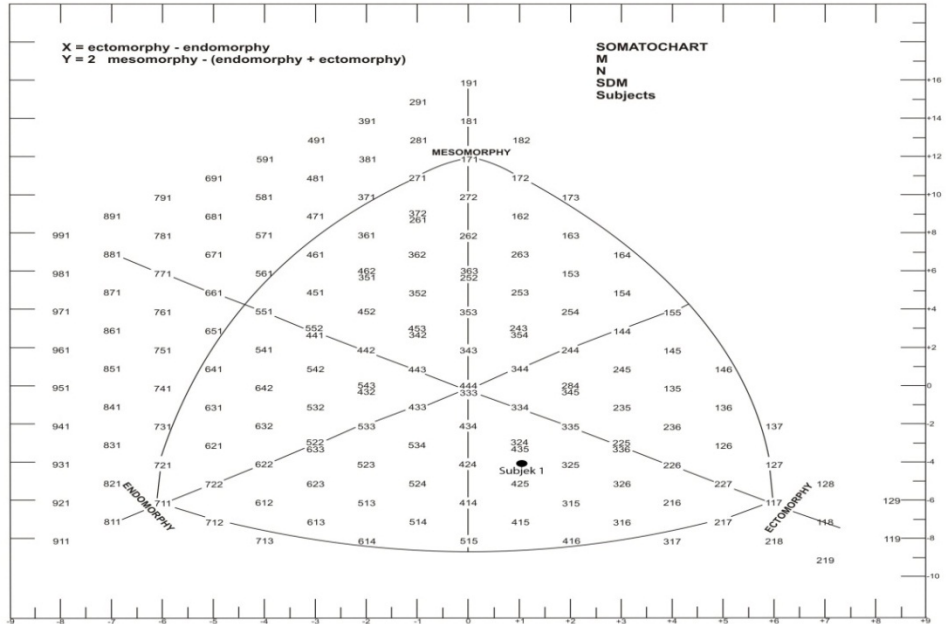 X = ectomorphy - endomorphy
Y = 2 mesomorphy - (endomorphy + ectomorphy)
SOMATOCHART
M
N
SDM
Subjects
191
+16
291
+14
391 181
491 281 182
MESOMORPHY
591 381 171 +12
691 481 271 172
791 581 371 272 173 +10
372
891 681 471 261 162
991 781 571 361 262 163 +8
881 671 461 362 263 164
462 363
981 771 561 351 252 153 +6
871 661 451 352 253 154
971 761 551 452 353 254 155 +4
552 453 243
861 651 441 342 354 144
961 751 541 442 343 244 145 +2
851 641 542 443 344 245 146
543 444 284
951 741 642 432 333 345 135 0
841 631 532 433 334 235 136
941 731 632 533 434 335 236 137 -2
522 324 225
831 621 633 534 435 336 126
931 721 622 523 424 325 226 127 -4
Subjek 1
821 722 623 524 425 326 227 128
ENDOMORPHY
ECTOMORPHY
921 711 612 513 414 315 216 117 129 -6
811 712 613 514 415 316 217 118
911 713 614 515 416 317 218 119 -8
219
-10
-9 -8 -7 -6 -5 -4 -3 -2 -1 0 +1 +2 +3 +4 +5 +6 +7 +8 +9